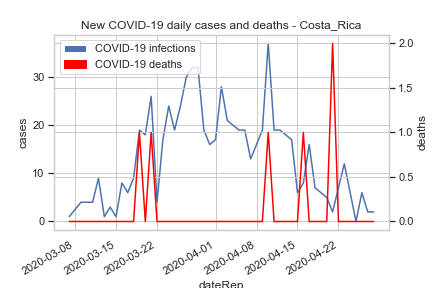 New COVID-19 daily cases and deaths - Costa_Rica
COVID-19 infections
COVID-19 deaths
cases
30
20
10
0
deaths
2.0
1.5
1.0
0.5
0.0
2020-03-08
2020-03-15
2020-03-22
2020-04-01
2020-04-08
2020-04-15
2020-04-22
dateRep